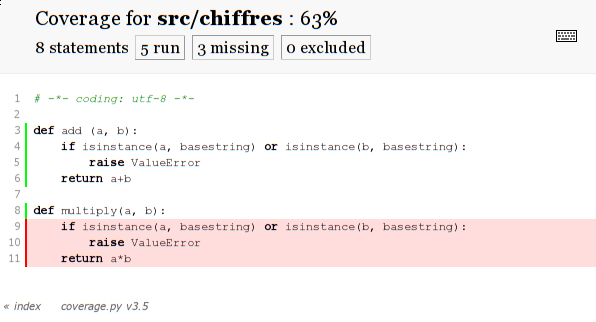 Coverage for src/chiffres : 63%
8 statements 5 run 3 missing 0 excluded
1 # -*- coding: utf-8 -*-
2
3 def add (a, b):
4     if isinstance(a, basestring) or isinstance(b, basestring):
5         raise ValueError
6     return a+b
7
8 def multiply(a, b):
9     if isinstance(a, basestring) or isinstance(b, basestring):
10         raise ValueError
11     return a*b
« index coverage.py v3.5